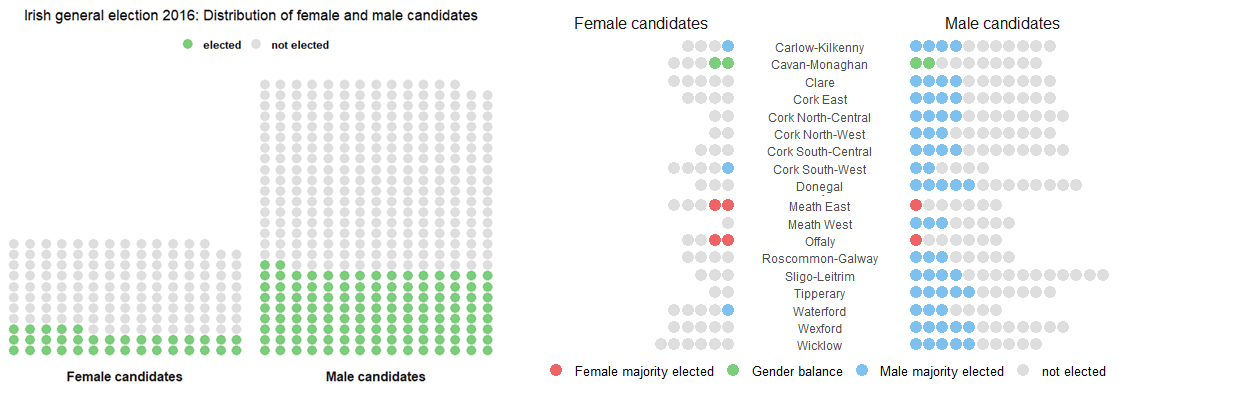 Irish general election 2016: Distribution of female and male candidates
elected not elected
Female candidates Male candidates
Female candidates Male candidates
Carlow-Kilkenny
Cavan-Monaghan
Clare
Cork East
Cork North-Central
Cork North-West
Cork South-Central
Cork South-West
Donegal
Meath East
Meath West
Offaly
Roscommon-Galway
Sligo-Leitrim
Tipperary
Waterford
Wexford
Wicklow
Female majority elected Gender balance Male majority elected not elected